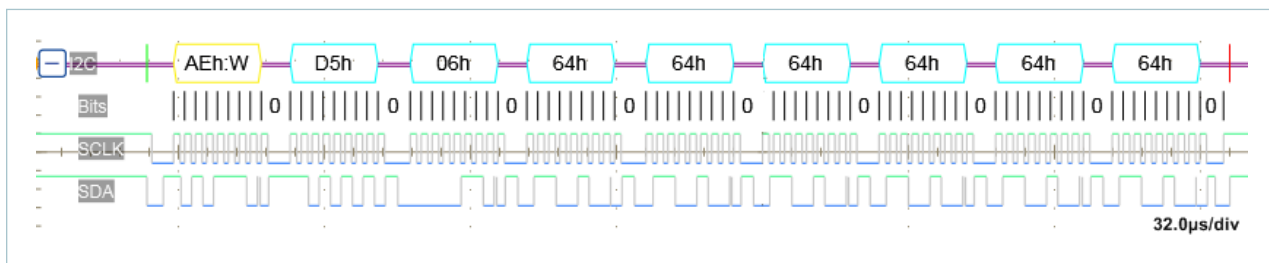 I2C AEh:W D5h 06h 64h 64h 64h 64h 64h 64h
Bits 0 0 0 0 0 0 0 0 0
SCLK
SDA
32.0µs/div